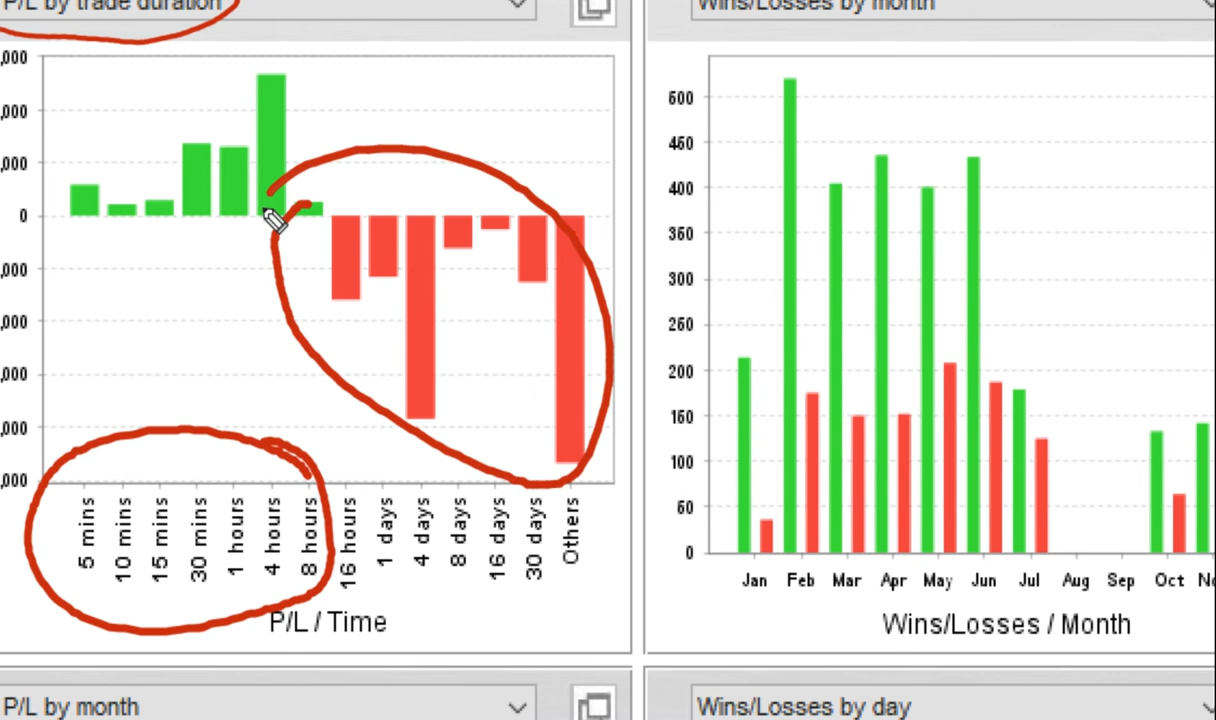 P/L by trade duration
Wins/Losses by month
,000
,000
,000
0
,000
,000
,000
,000
,000
5 mins
10 mins
15 mins
30 mins
1 hours
4 hours
8 hours
16 hours
1 days
4 days
8 days
16 days
30 days
Others
P/L / Time
500
450
400
350
300
250
200
150
100
50
0
Jan
Feb
Mar
Apr
May
Jun
Jul
Aug
Sep
Oct
No
Wins/Losses / Month
P/L by month
Wins/Losses by day